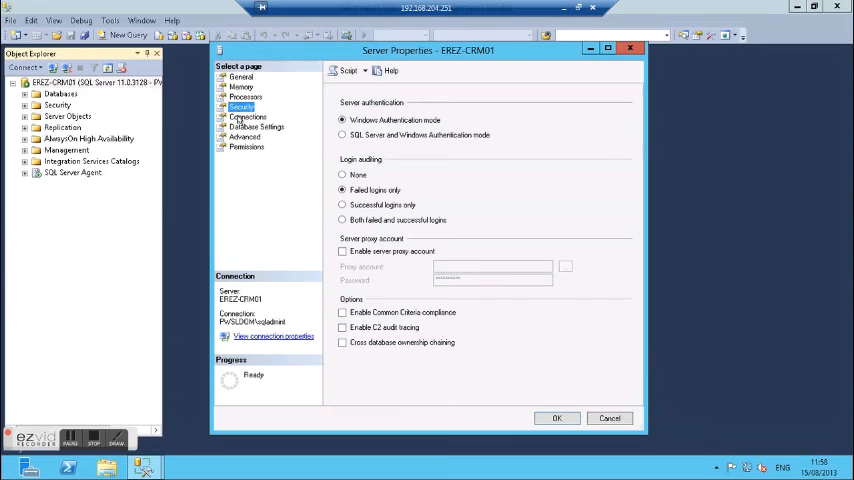 192.168.204.251
File Edit View Debug Tools Window Help
New Query
Object Explorer
Connect
EREZ-CRM01 (SQL Server 11.0.3128 - PW
Databases
Security
Server Objects
Replication
AlwaysOn High Availability
Management
Integration Services Catalogs
SQL Server Agent
Server Properties - EREZ-CRM01
Select a page
General
Memory
Processors
Security
Connections
Database Settings
Advanced
Permissions
Connection
Server:
EREZ-CRM01
Connection:
PWSLDOM\sqladmint
View connection properties
Progress
Ready
Script Help
Server authentication
Windows Authentication mode
SQL Server and Windows Authentication mode
Login auditing
None
Failed logins only
Successful logins only
Both failed and successful logins
Server proxy account
Enable server proxy account
Proxy account:
Password: **********
Options
Enable Common Criteria compliance
Enable C2 audit tracing
Cross database ownership chaining
OK Cancel
ezvid
RECORDER
PAUSE STOP DRAW
ENG
11:58
15/08/2013